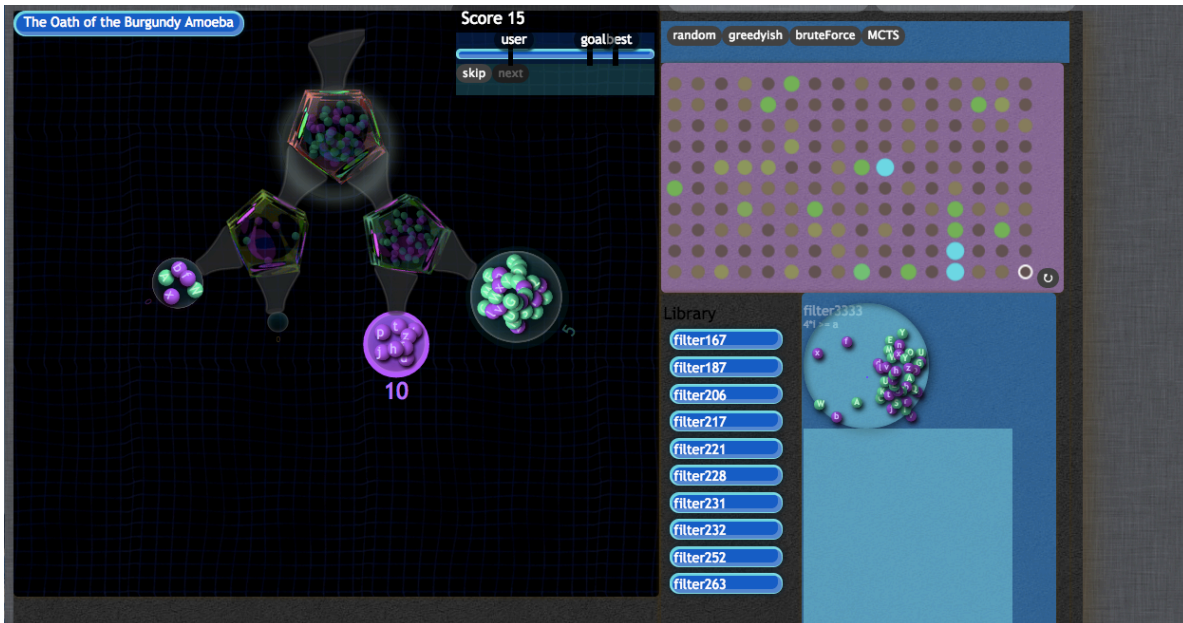 The Oath of the Burgundy Amoeba
Score 15
user goal best
skip next
random greedyish bruteForce MCTS
10
5
Library
filter167
filter187
filter206
filter217
filter221
filter228
filter231
filter232
filter252
filter263
filter3333